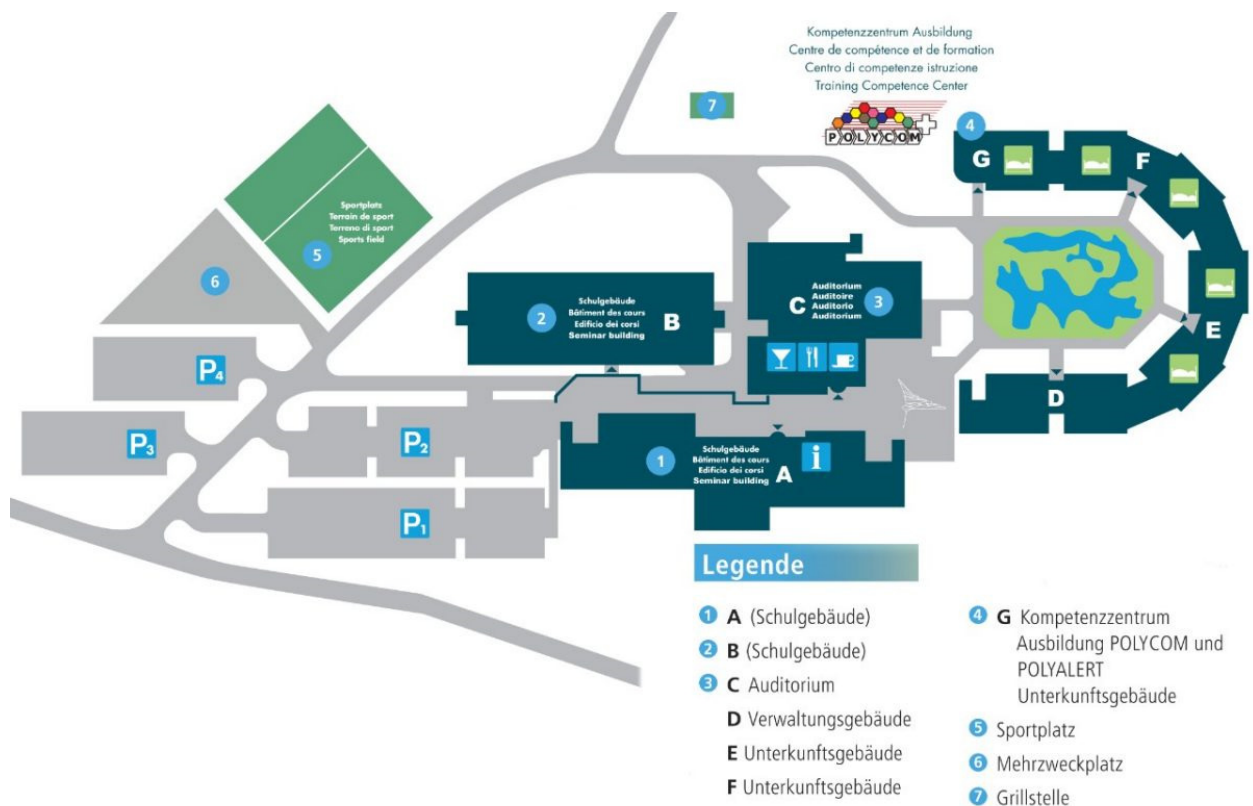 Kompetenzzentrum Ausbildung
Centre de compétence et de formation
Centro di competenze istruzione
Training Competence Center
POLYCOM
7
4
G
F
Sportplats
Terrain de sport
Terreno di sport
Sports field
5
6
2
Schulgebäude
Bâtiment des cours
Edificio dei corsi
Seminar building
B
C
Auditorium
Auditoire
Auditorio
Auditorium
3
E
D
P4
P3
P2
P1
1
Schulgebäude
Bâtiment des cours
Edificio dei corsi
Seminar building
A
i
Legende
1 A (Schulgebäude)
2 B (Schulgebäude)
3 C Auditorium
D Verwaltungsgebäude
E Unterkunftsgebäude
F Unterkunftsgebäude
4 G Kompetenzzentrum
Ausbildung POLYCOM und
POLYALERT
Unterkunftsgebäude
5 Sportplatz
6 Mehrzweckplatz
7 Grillstelle